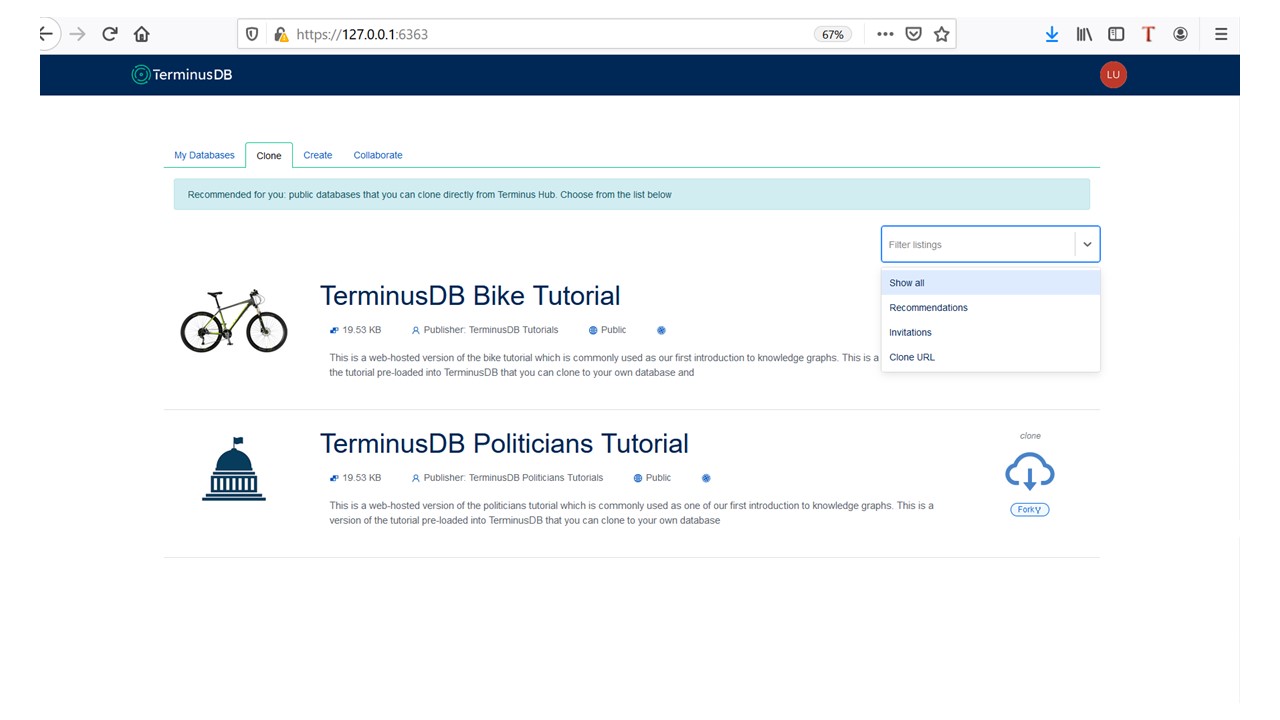 https://127.0.0.1:6363
67%
TerminusDB
LU
My Databases Clone Create Collaborate
Recommended for you: public databases that you can clone directly from Terminus Hub. Choose from the list below
Filter listings
Show all
Recommendations
Invitations
Clone URL
TerminusDB Bike Tutorial
19.53 KB Publisher: TerminusDB Tutorials Public
This is a web-hosted version of the bike tutorial which is commonly used as our first introduction to knowledge graphs. This is a
the tutorial pre-loaded into TerminusDB that you can clone to your own database and
TerminusDB Politicians Tutorial
19.53 KB Publisher: TerminusDB Politicians Tutorials Public
This is a web-hosted version of the politicians tutorial which is commonly used as one of our first introduction to knowledge graphs. This is a
version of the tutorial pre-loaded into TerminusDB that you can clone to your own database
clone
Fork